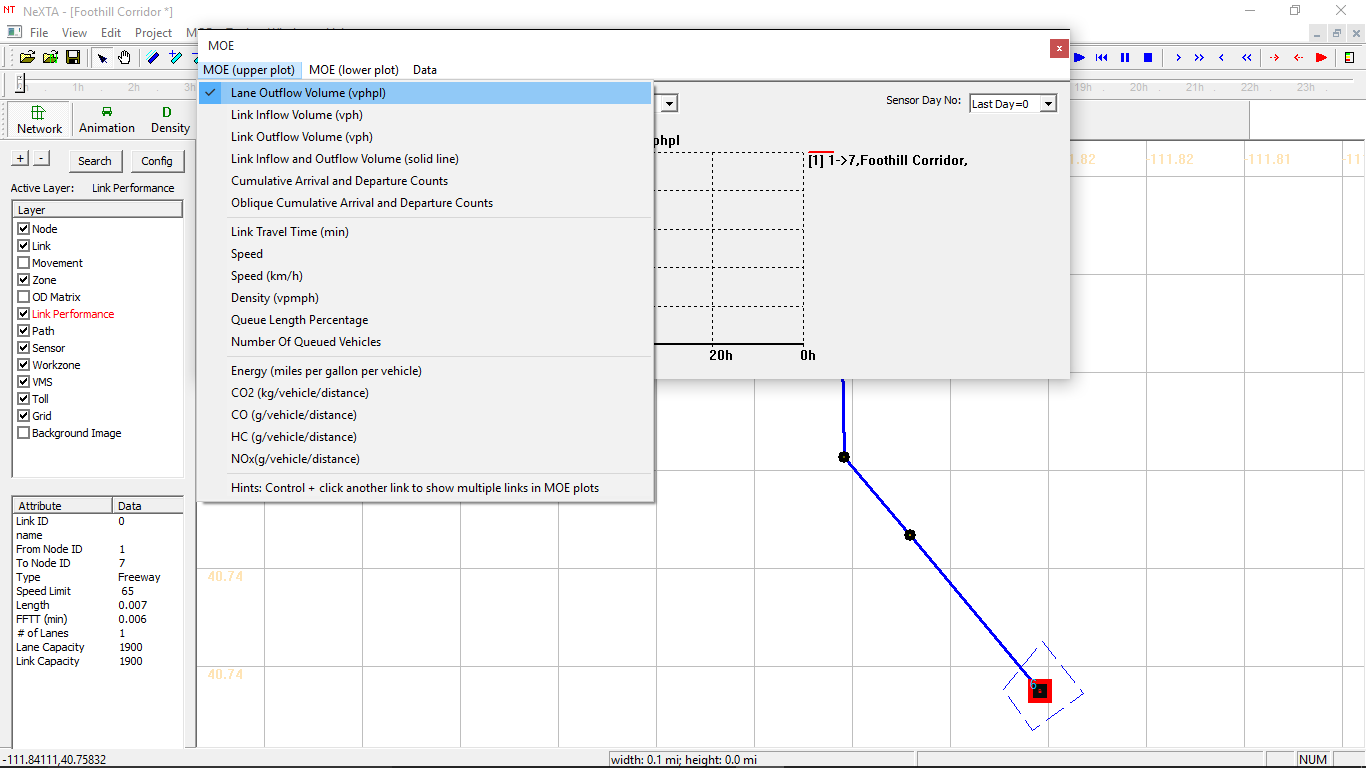 NT NeXTA - [Foothill Corridor *]
File View Edit Project
MOE
MOE (upper plot) MOE (lower plot) Data
Lane Outflow Volume (vphpl)
Link Inflow Volume (vph)
Link Outflow Volume (vph)
Link Inflow and Outflow Volume (solid line)
Cumulative Arrival and Departure Counts
Oblique Cumulative Arrival and Departure Counts
Link Travel Time (min)
Speed
Speed (km/h)
Density (vpmph)
Queue Length Percentage
Number Of Queued Vehicles
Energy (miles per gallon per vehicle)
CO2 (kg/vehicle/distance)
CO (g/vehicle/distance)
HC (g/vehicle/distance)
NOx(g/vehicle/distance)
Hints: Control + click another link to show multiple links in MOE plots
Sensor Day No: Last Day=0
phpl
[1] 1->7,Foothill Corridor,
20h 0h
1h 2h 3h 19h 20h 21h 22h 23h
Network Animation D Density
+ - Search Config
Active Layer: Link Performance
Layer
Node
Link
Movement
Zone
OD Matrix
Link Performance
Path
Sensor
Workzone
VMS
Toll
Grid
Background Image
Attribute Data
Link ID 0
name
From Node ID 1
To Node ID 7
Type Freeway
Speed Limit 65
Length 0.007
FFTT (min) 0.006
# of Lanes 1
Lane Capacity 1900
Link Capacity 1900
11.82 -111.82 -111.81 -111.81
40.74
40.74
-111.84111,40.75832 width: 0.1 mi; height: 0.0 mi NUM